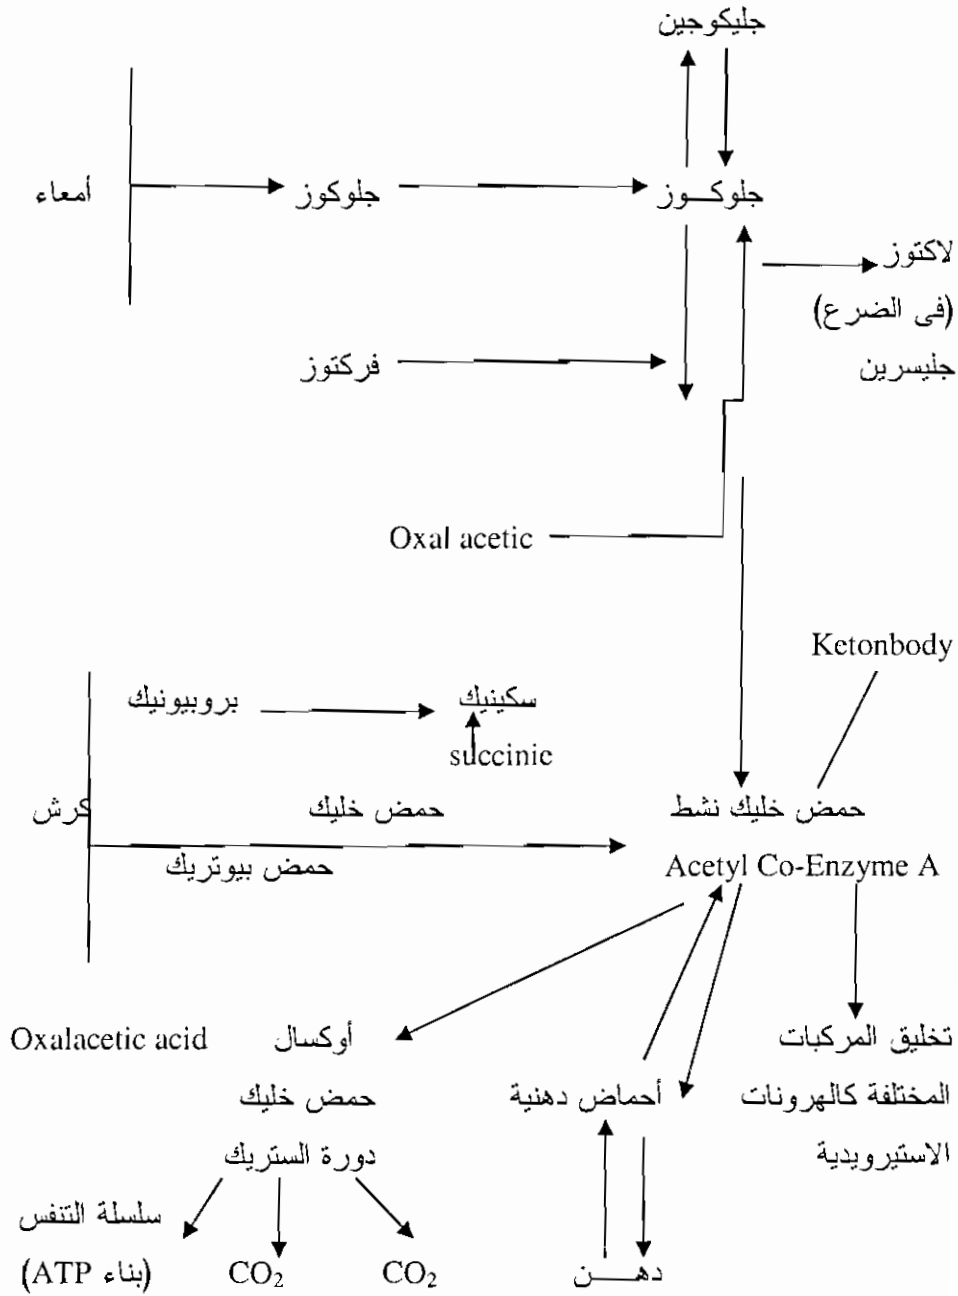 جليكوجين
أمعاء
جلوكوز
جلوكــوز
لاكتوز
(فى الضرع)
فركتوز
جليسرين
Oxal acetic
Ketonbody
بروبيونيك
سكينيك
succinic
كرش
حمض خليك
حمض خليك نشط
حمض بيوتريك
Acetyl Co-Enzyme A
Oxalacetic acid
أوكسال
تخليق المركبات
حمض خليك
أحماض دهنية
المختلفة كالهرونات
دورة الستريك
الاستيرويدية
سلسلة التنفس
(بناء ATP)
CO₂
CO₂
دهــــن